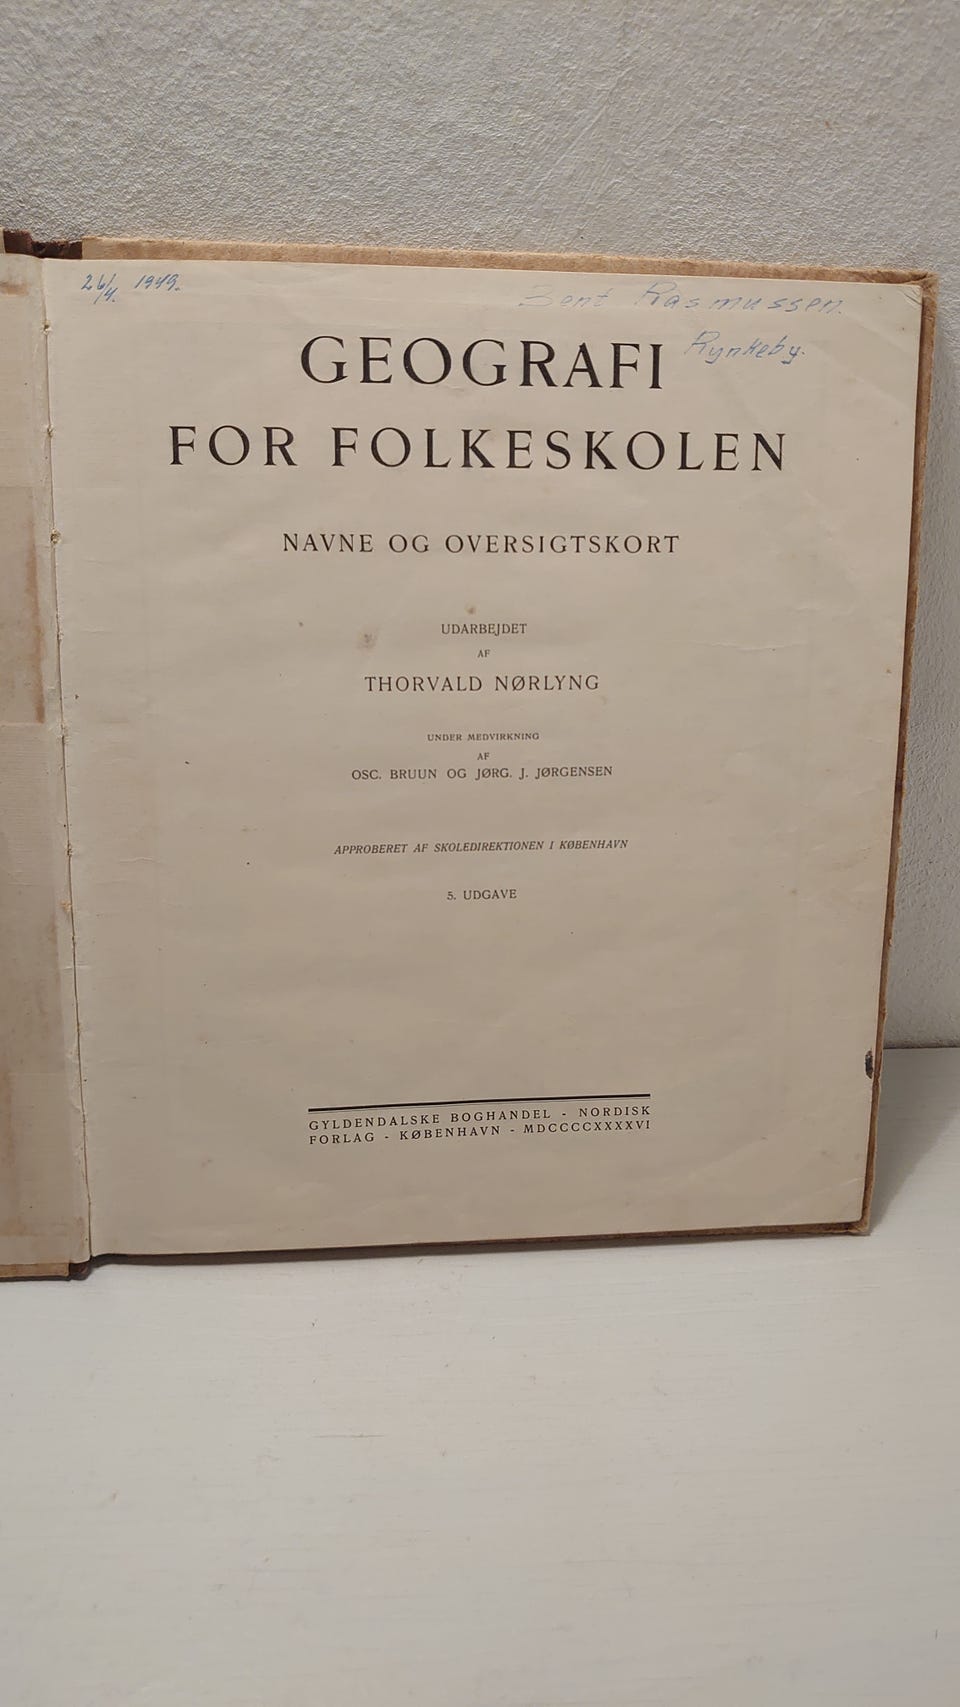 26/4. 1949.
Bent Rasmussen.
Rynkeby.
GEOGRAFI
FOR FOLKESKOLEN
NAVNE OG OVERSIGTSKORT
UDARBEJDET
AF
THORVALD NØRLYNG
UNDER MEDVIRKNING
AF
OSC. BRUUN OG JØRG. J. JØRGENSEN
APPROBERET AF SKOLEDIREKTIONEN I KØBENHAVN
5. UDGAVE
GYLDENDALSKE BOGHANDEL - NORDISK
FORLAG - KØBENHAVN - MDCCCCXXXXVI